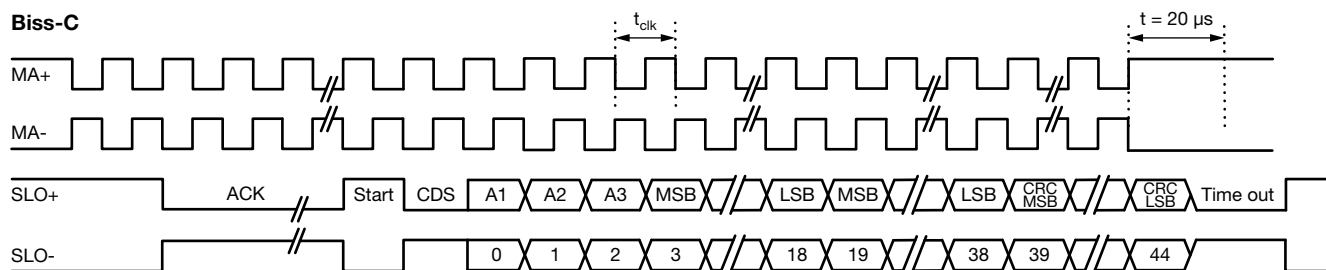 Biss-C
t_clk
t = 20 µs
MA+
MA-
SLO+ ACK Start CDS A1 A2 A3 MSB LSB MSB LSB CRC MSB CRC LSB Time out
SLO- 0 1 2 3 18 19 38 39 44